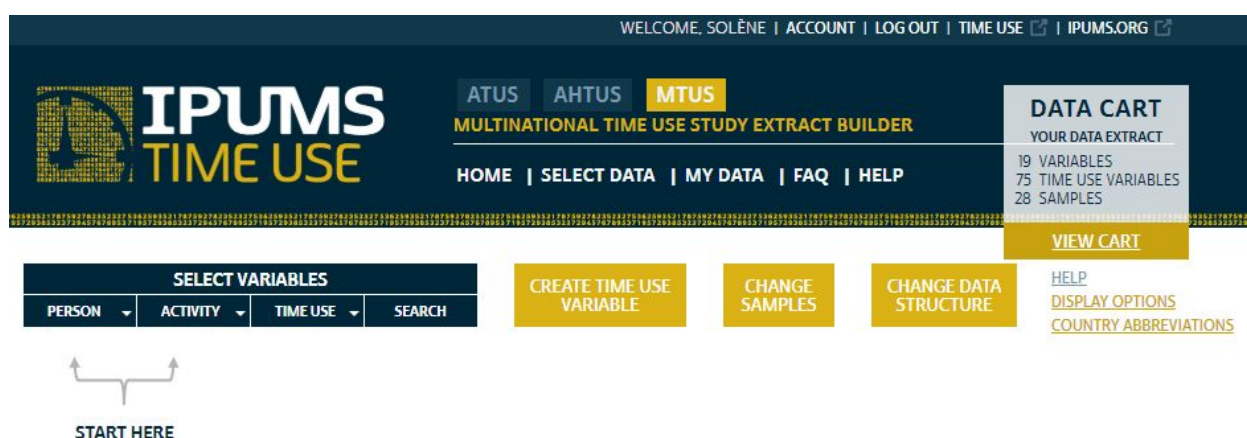 WELCOME, SOLÈNE | ACCOUNT | LOG OUT | TIME USE | IPUMS.ORG
IPUMS
TIME USE
ATUS AHTUS MTUS
MULTINATIONAL TIME USE STUDY EXTRACT BUILDER
HOME | SELECT DATA | MY DATA | FAQ | HELP
DATA CART
YOUR DATA EXTRACT
19 VARIABLES
75 TIME USE VARIABLES
28 SAMPLES
VIEW CART
SELECT VARIABLES
PERSON ACTIVITY TIME USE SEARCH
CREATE TIME USE
VARIABLE
CHANGE
SAMPLES
CHANGE DATA
STRUCTURE
HELP
DISPLAY OPTIONS
COUNTRY ABBREVIATIONS
START HERE